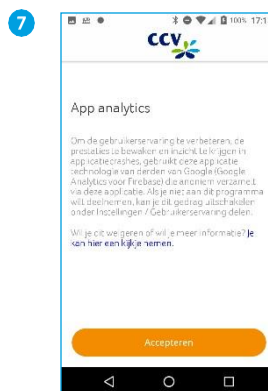 7
100% 17:1
CCV
App analytics
Om de gebruikerservaring te verbeteren, de
prestaties te bewaken en inzicht te krijgen in
applicatiecrashes, gebruikt deze applicatie
technologie van derden van Google (Google
Analytics voor Firebase) die anoniem verzamelt
via deze applicatie. Als je niet aan dit programma
wilt deelnemen, kan je dit gedrag uitschakelen
onder Instellingen / Gebruikerservaring delen.
Wil je dit weigeren of wil je meer informatie? Je
kan hier een kijkje nemen.
Accepteren